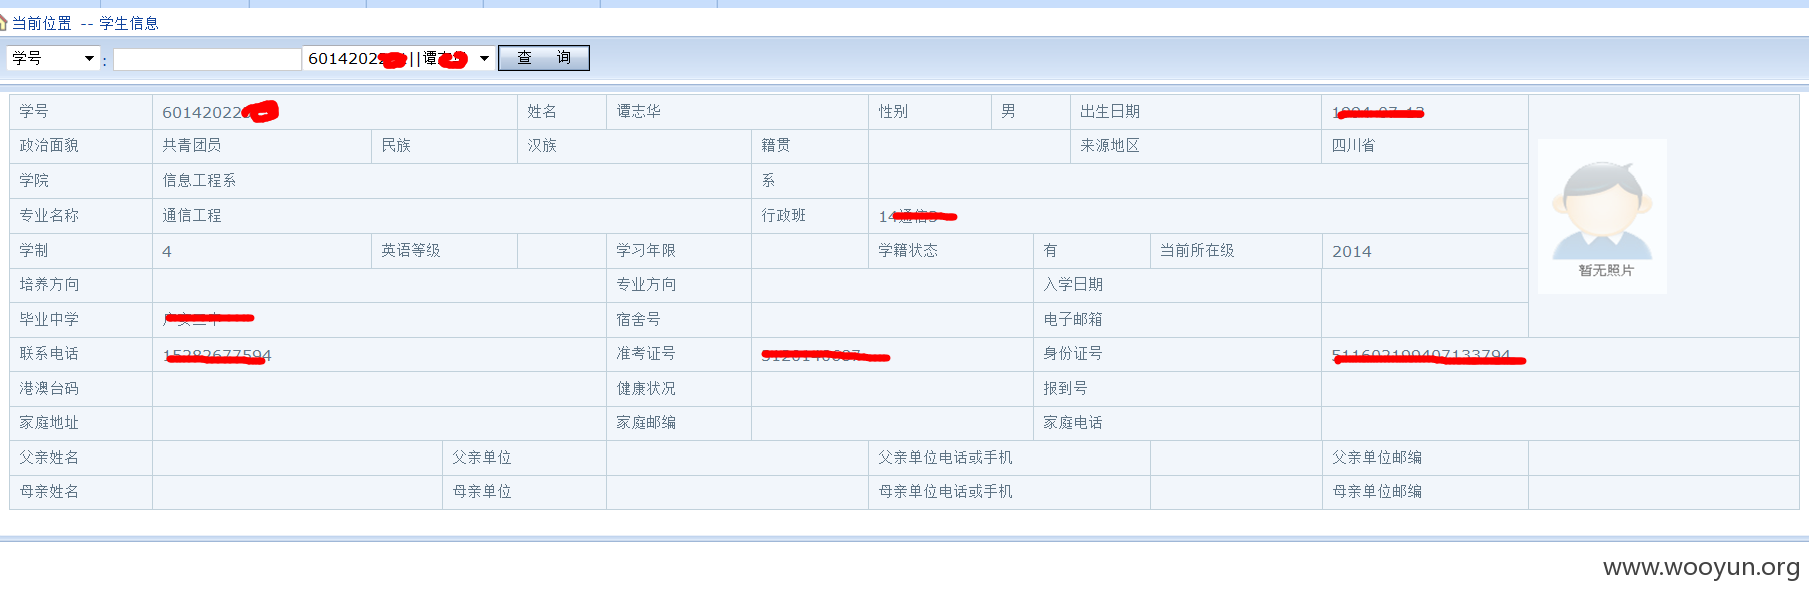 当前位置 -- 学生信息
学号 : 6014202 ||谭 查 询
学号 60142022 姓名 谭志华 性别 男 出生日期
政治面貌 共青团员 民族 汉族 籍贯 来源地区 四川省
学院 信息工程系 系
专业名称 通信工程 行政班 14
学制 4 英语等级 学习年限 学籍状态 有 当前所在级 2014
暂无照片
培养方向 专业方向 入学日期
毕业中学 宿舍号 电子邮箱
联系电话 准考证号 身份证号
港澳台码 健康状况 报到号
家庭地址 家庭邮编 家庭电话
父亲姓名 父亲单位 父亲单位电话或手机 父亲单位邮编
母亲姓名 母亲单位 母亲单位电话或手机 母亲单位邮编
www.wooyun.org